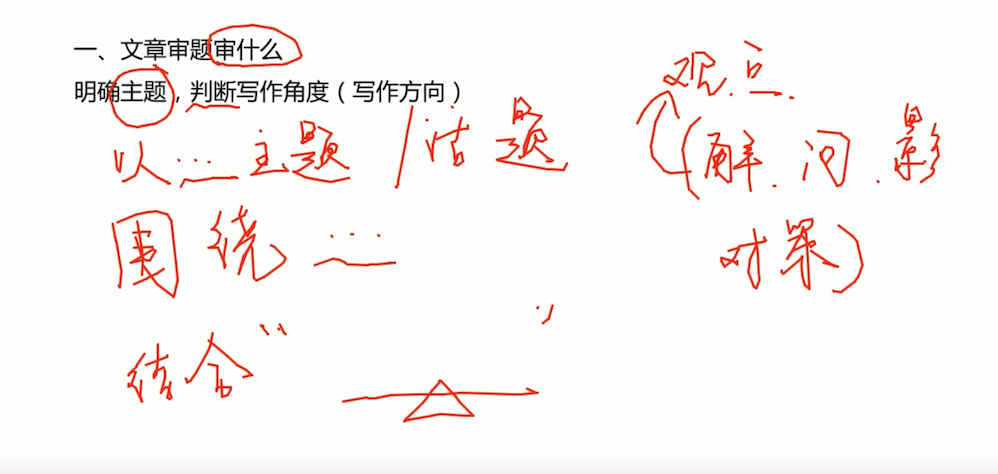 一、文章审题审什么
明确主题，判断写作角度（写作方向）
观点.
以…主题/话题
(解.问.影
对策)
围绕…
结合“ ”